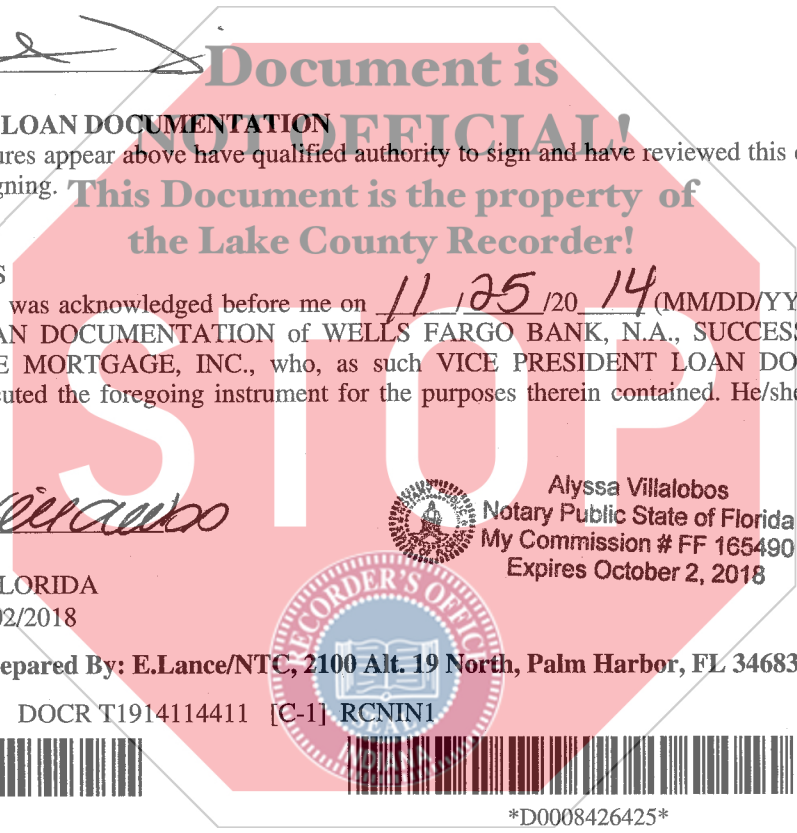 Document is
LOAN DOCUMENTATION
NOT OFFICIAL!
ures appear above have qualified authority to sign and have reviewed this
gning.
This Document is the property of
the Lake County Recorder!
S
was acknowledged before me on 11/25/20 14 (MM/DD/YY
AN DOCUMENTATION of WELLS FARGO BANK, N.A., SUCCESS
E MORTGAGE, INC., who, as such VICE PRESIDENT LOAN DO
uted the foregoing instrument for the purposes therein contained. He/she
STOP
Alyssa Villalobos
Notary Public State of Florida
My Commission # FF 165490
Expires October 2, 2018
LORIDA
02/2018
RECORDER'S OFFICE
SEAL
INDIANA
epared By: E.Lance/NTC, 2100 Alt. 19 North, Palm Harbor, FL 34683
DOCR T1914114411 [C-1] RCNIN1
*D0008426425*